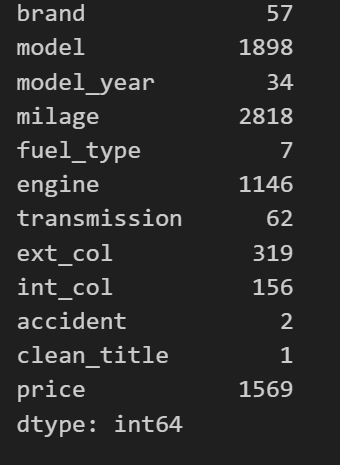 brand 57
model 1898
model_year 34
milage 2818
fuel_type 7
engine 1146
transmission 62
ext_col 319
int_col 156
accident 2
clean_title 1
price 1569
dtype: int64